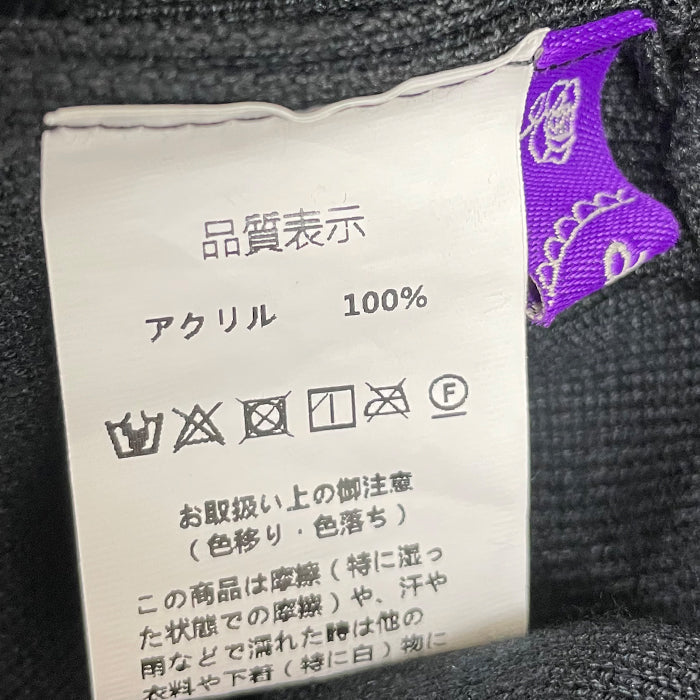 品質表示
アクリル 100%
F
お取扱い上の御注意
(色移り・色落ち)
この商品は摩擦(特に湿っ
た状態での摩擦)や、汗や
雨などで濡れた時は他の
衣料や下着(特に白)物に